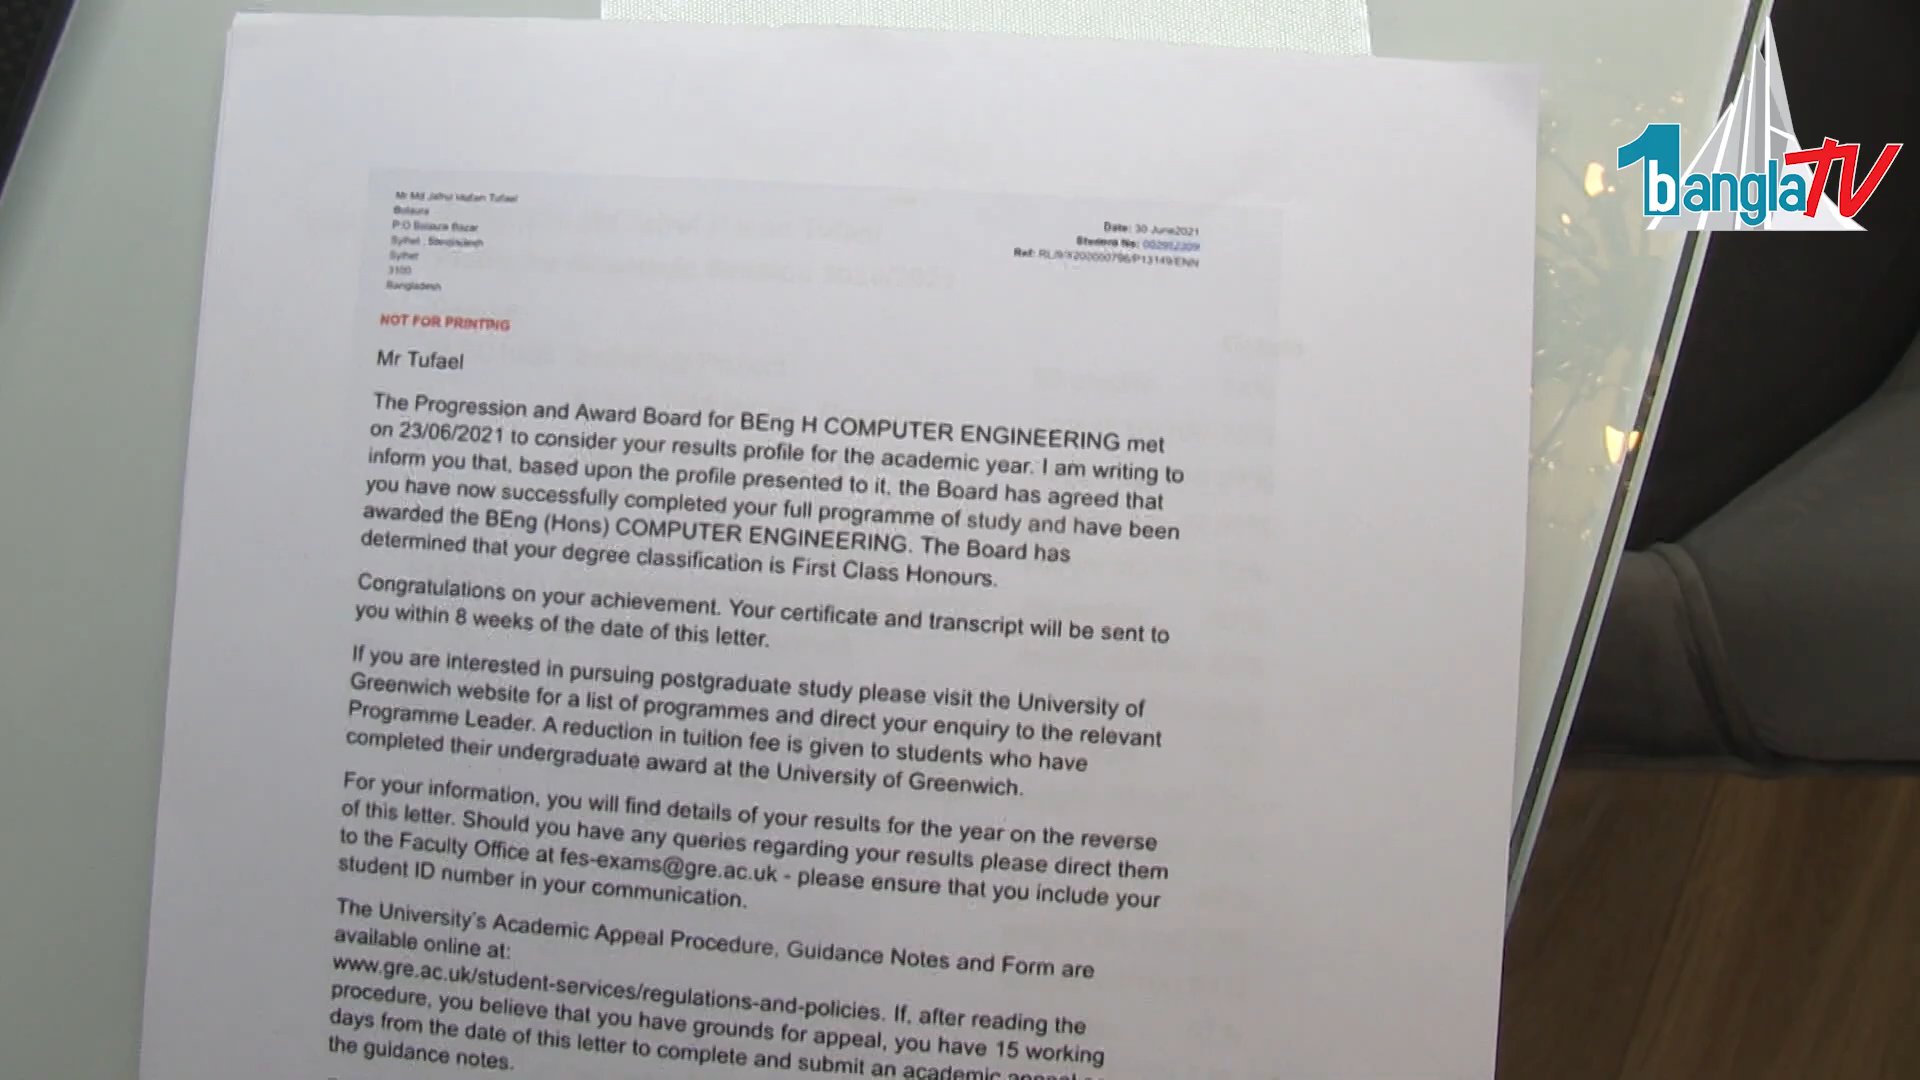 1banglaTV
Mr Md Tufael
Bolaura
P.O Bolaura Bazar
Sylhet, Bangladesh
Sylhet
3100
Bangladesh
Date: 30 June2021
Student No:
Ref:
NOT FOR PRINTING
Mr Tufael
The Progression and Award Board for BEng H COMPUTER ENGINEERING met
on 23/06/2021 to consider your results profile for the academic year. I am writing to
inform you that, based upon the profile presented to it, the Board has agreed that
you have now successfully completed your full programme of study and have been
awarded the BEng (Hons) COMPUTER ENGINEERING. The Board has
determined that your degree classification is First Class Honours.
Congratulations on your achievement. Your certificate and transcript will be sent to
you within 8 weeks of the date of this letter.
If you are interested in pursuing postgraduate study please visit the University of
Greenwich website for a list of programmes and direct your enquiry to the relevant
Programme Leader. A reduction in tuition fee is given to students who have
completed their undergraduate award at the University of Greenwich.
For your information, you will find details of your results for the year on the reverse
of this letter. Should you have any queries regarding your results please direct them
to the Faculty Office at fes-exams@gre.ac.uk - please ensure that you include your
student ID number in your communication.
The University's Academic Appeal Procedure, Guidance Notes and Form are
available online at:
www.gre.ac.uk/student-services/regulations-and-policies. If, after reading the
procedure, you believe that you have grounds for appeal, you have 15 working
days from the date of this letter to complete and submit an academic appeal
the guidance notes.